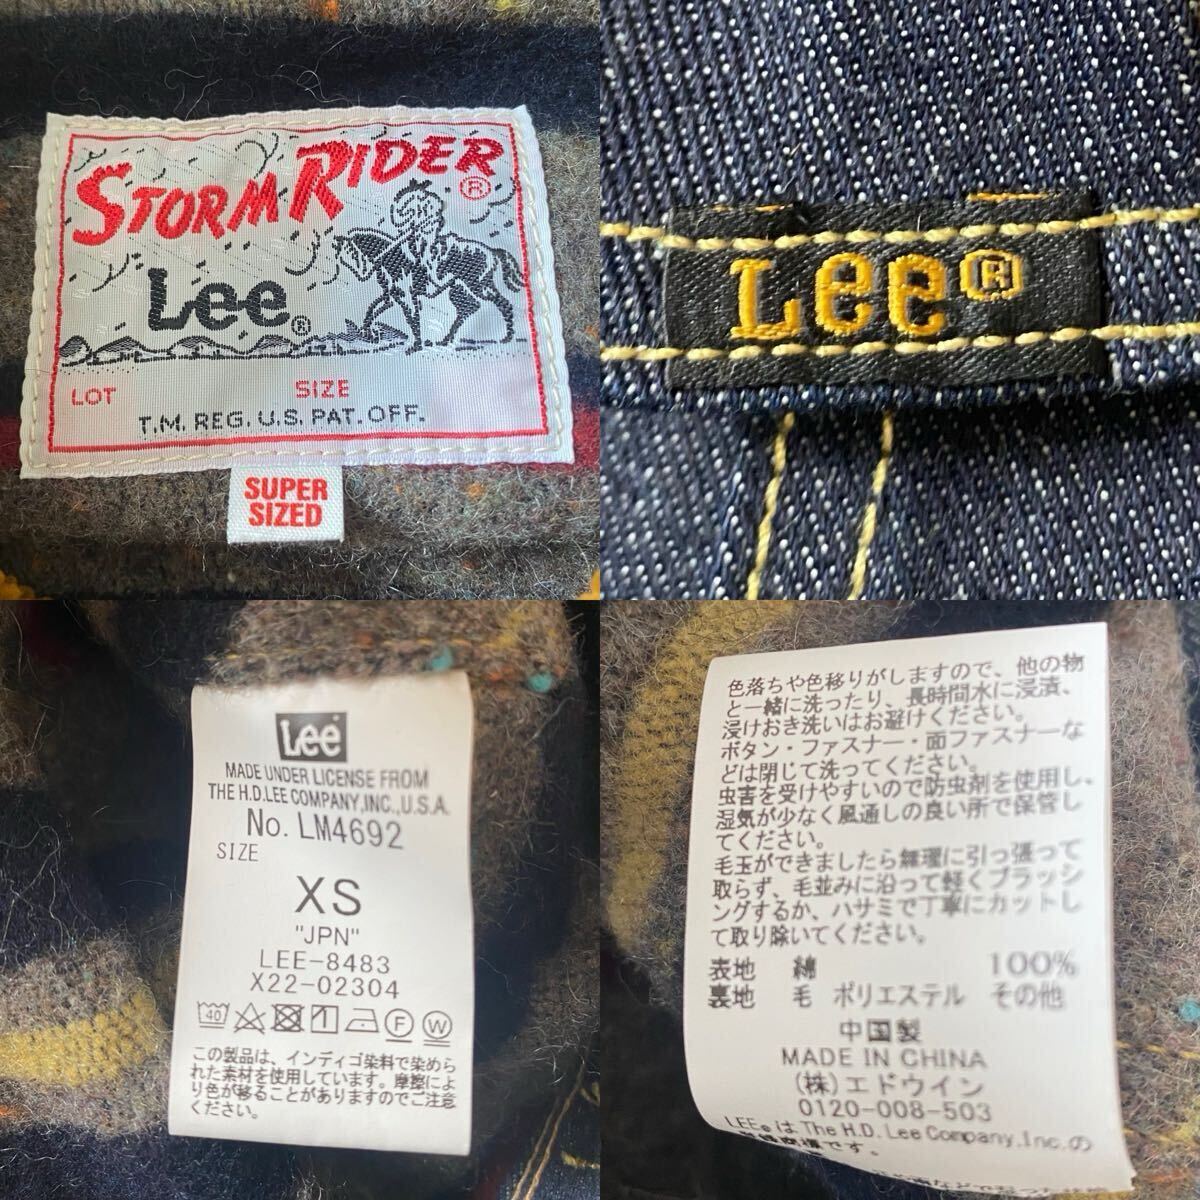 STORM RIDER®
Lee®
LOT SIZE
T.M. REG. U.S. PAT. OFF.
SUPER
SIZED
Lee®
Lee
MADE UNDER LICENSE FROM
THE H.D.LEE COMPANY,INC.,U.S.A.
No. LM4692
SIZE
XS
"JPN"
LEE-8483
X22-02304
40 F W
この製品は、インディゴ染料で染めら
れた素材を使用しています。摩擦によ
り色が移ることがありますのでご注意
ください。
色落ちや色移りがしますので、他の物
と一緒に洗ったり、長時間水に浸漬、
浸けおき洗いはお避けください。
ボタン・ファスナー・面ファスナーな
どは閉じて洗ってください。
虫害を受けやすいので防虫剤を使用し、
湿気が少なく風通しの良い所で保管し
てください。
毛玉ができましたら無理に引っ張って
取らず、毛並みに沿って軽くブラッシ
ングするか、ハサミで丁寧にカットし
て取り除いてください。
表地 綿 100%
裏地 毛 ポリエステル その他
中国製
MADE IN CHINA
(株)エドウイン
0120-008-503
LEE®は The H.D. Lee Company,Inc.の
です。